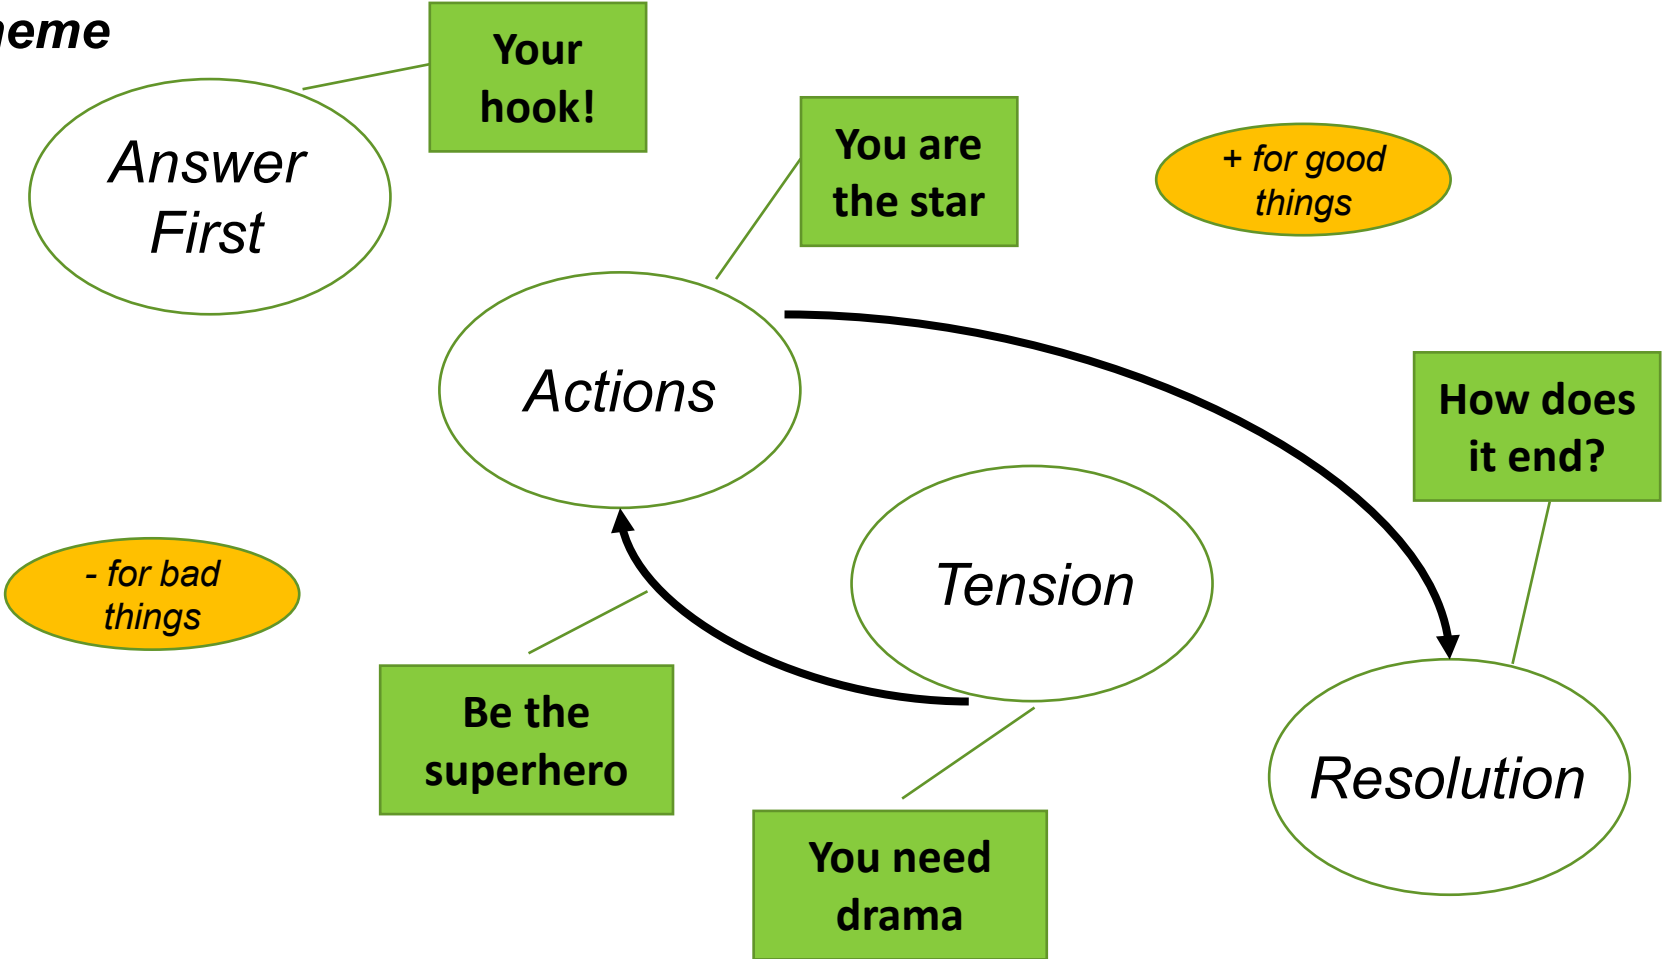 Your
hook!
Answer
First
You are
the star
+ for good
things
Actions
How does
it end?
Tension
- for bad
things
Be the
superhero
Resolution
You need
drama